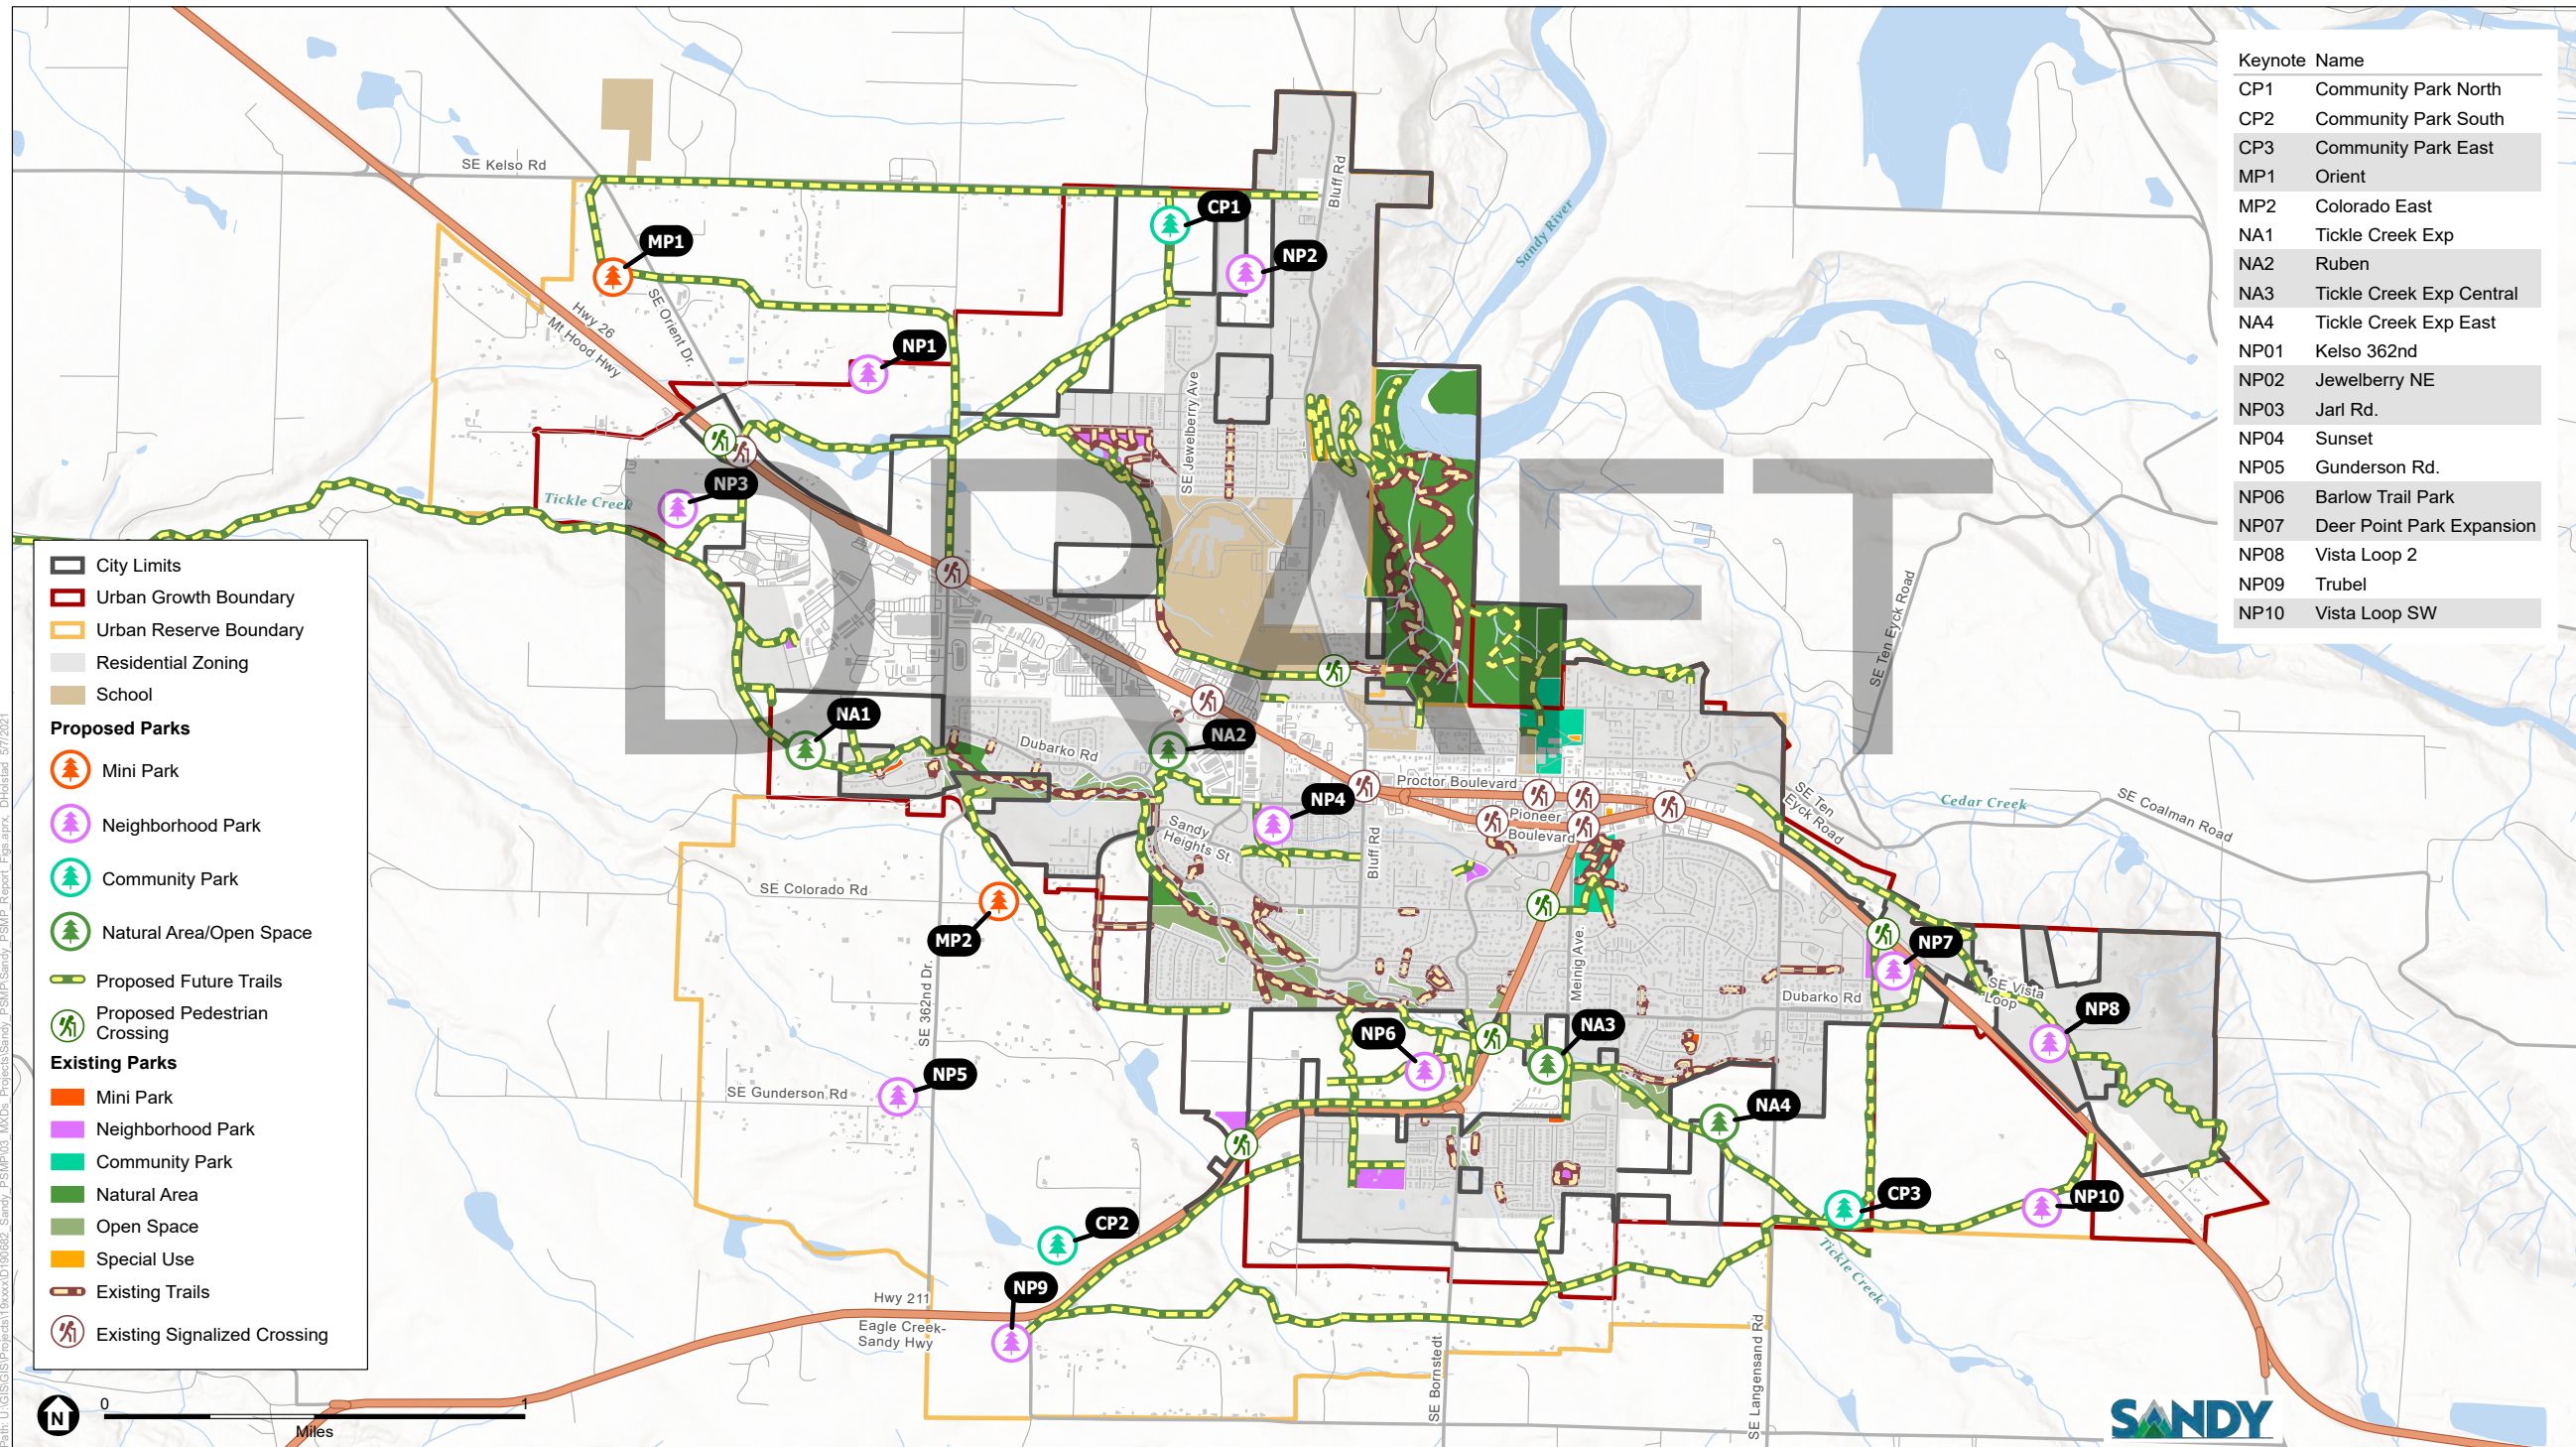 Keynote Name
CP1 Community Park North
CP2 Community Park South
CP3 Community Park East
MP1 Orient
MP2 Colorado East
NA1 Tickle Creek Exp
NA2 Ruben
NA3 Tickle Creek Exp Central
NA4 Tickle Creek Exp East
NP01 Kelso 362nd
NP02 Jewelberry NE
NP03 Jarl Rd.
NP04 Sunset
NP05 Gunderson Rd.
NP06 Barlow Trail Park
NP07 Deer Point Park Expansion
NP08 Vista Loop 2
NP09 Trubel
NP10 Vista Loop SW
SE Kelso Rd
Bluff Rd
CP1
MP1
NP2
Sandy River
SE Orient Dr.
Hwy 26
Mt Hood Hwy
NP1
SE Jewelberry Ave
NP3
Tickle Creek
DRAFT
SE Ten Eyck Road
NA1
NA2
Dubarko Rd
Proctor Boulevard
NP4
Pioneer
Boulevard
SE Ten
Eyck Road
Cedar Creek
SE Coalman Road
Sandy
Heights St.
Bluff Rd
SE Colorado Rd
MP2
SE 362nd Dr.
Meinig Ave.
NP7
Dubarko Rd
SE Vista
Loop
NP8
NP6
NA3
NP5
SE Gunderson Rd
NA4
CP3
NP10
CP2
Tickle Creek
NP9
Hwy 211
Eagle Creek-
Sandy Hwy
SE Bornstedt
SE Langensand Rd
City Limits
Urban Growth Boundary
Urban Reserve Boundary
Residential Zoning
School
Proposed Parks
Mini Park
Neighborhood Park
Community Park
Natural Area/Open Space
Proposed Future Trails
Proposed Pedestrian
Crossing
Existing Parks
Mini Park
Neighborhood Park
Community Park
Natural Area
Open Space
Special Use
Existing Trails
Existing Signalized Crossing
N
0 1
Miles
SANDY